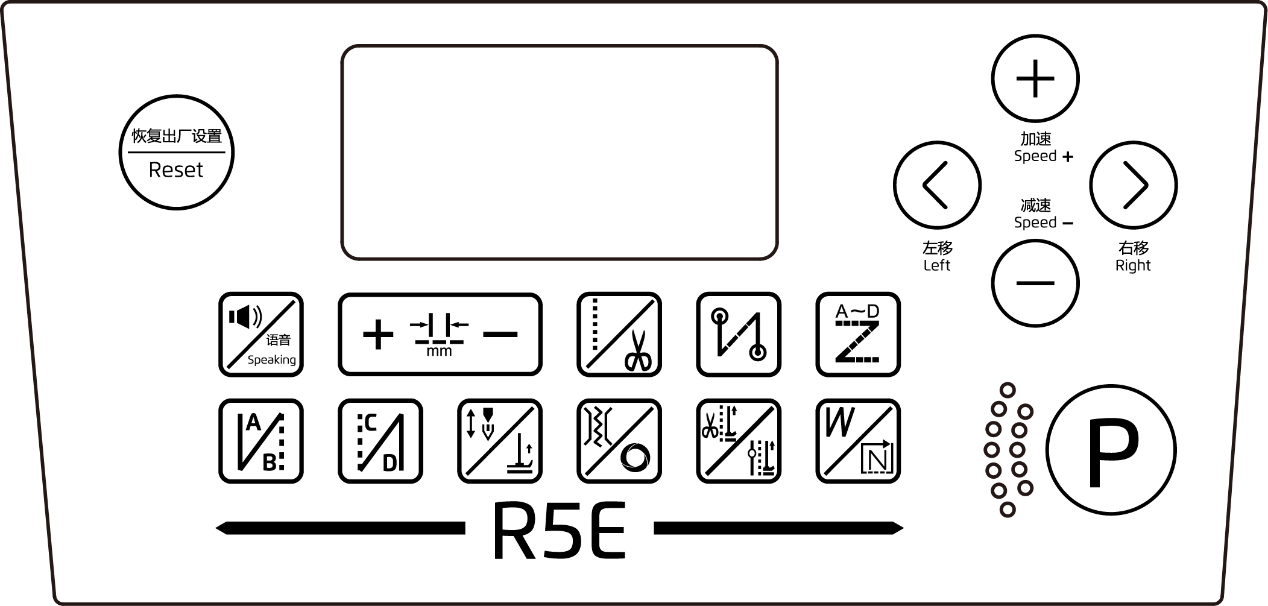 恢复出厂设置
Reset
+
加速
Speed +
左移
Left
右移
Right
减速
Speed −
−
语音
Speaking
+ mm −
A~D
A
B
C
D
W
N
P
R5E